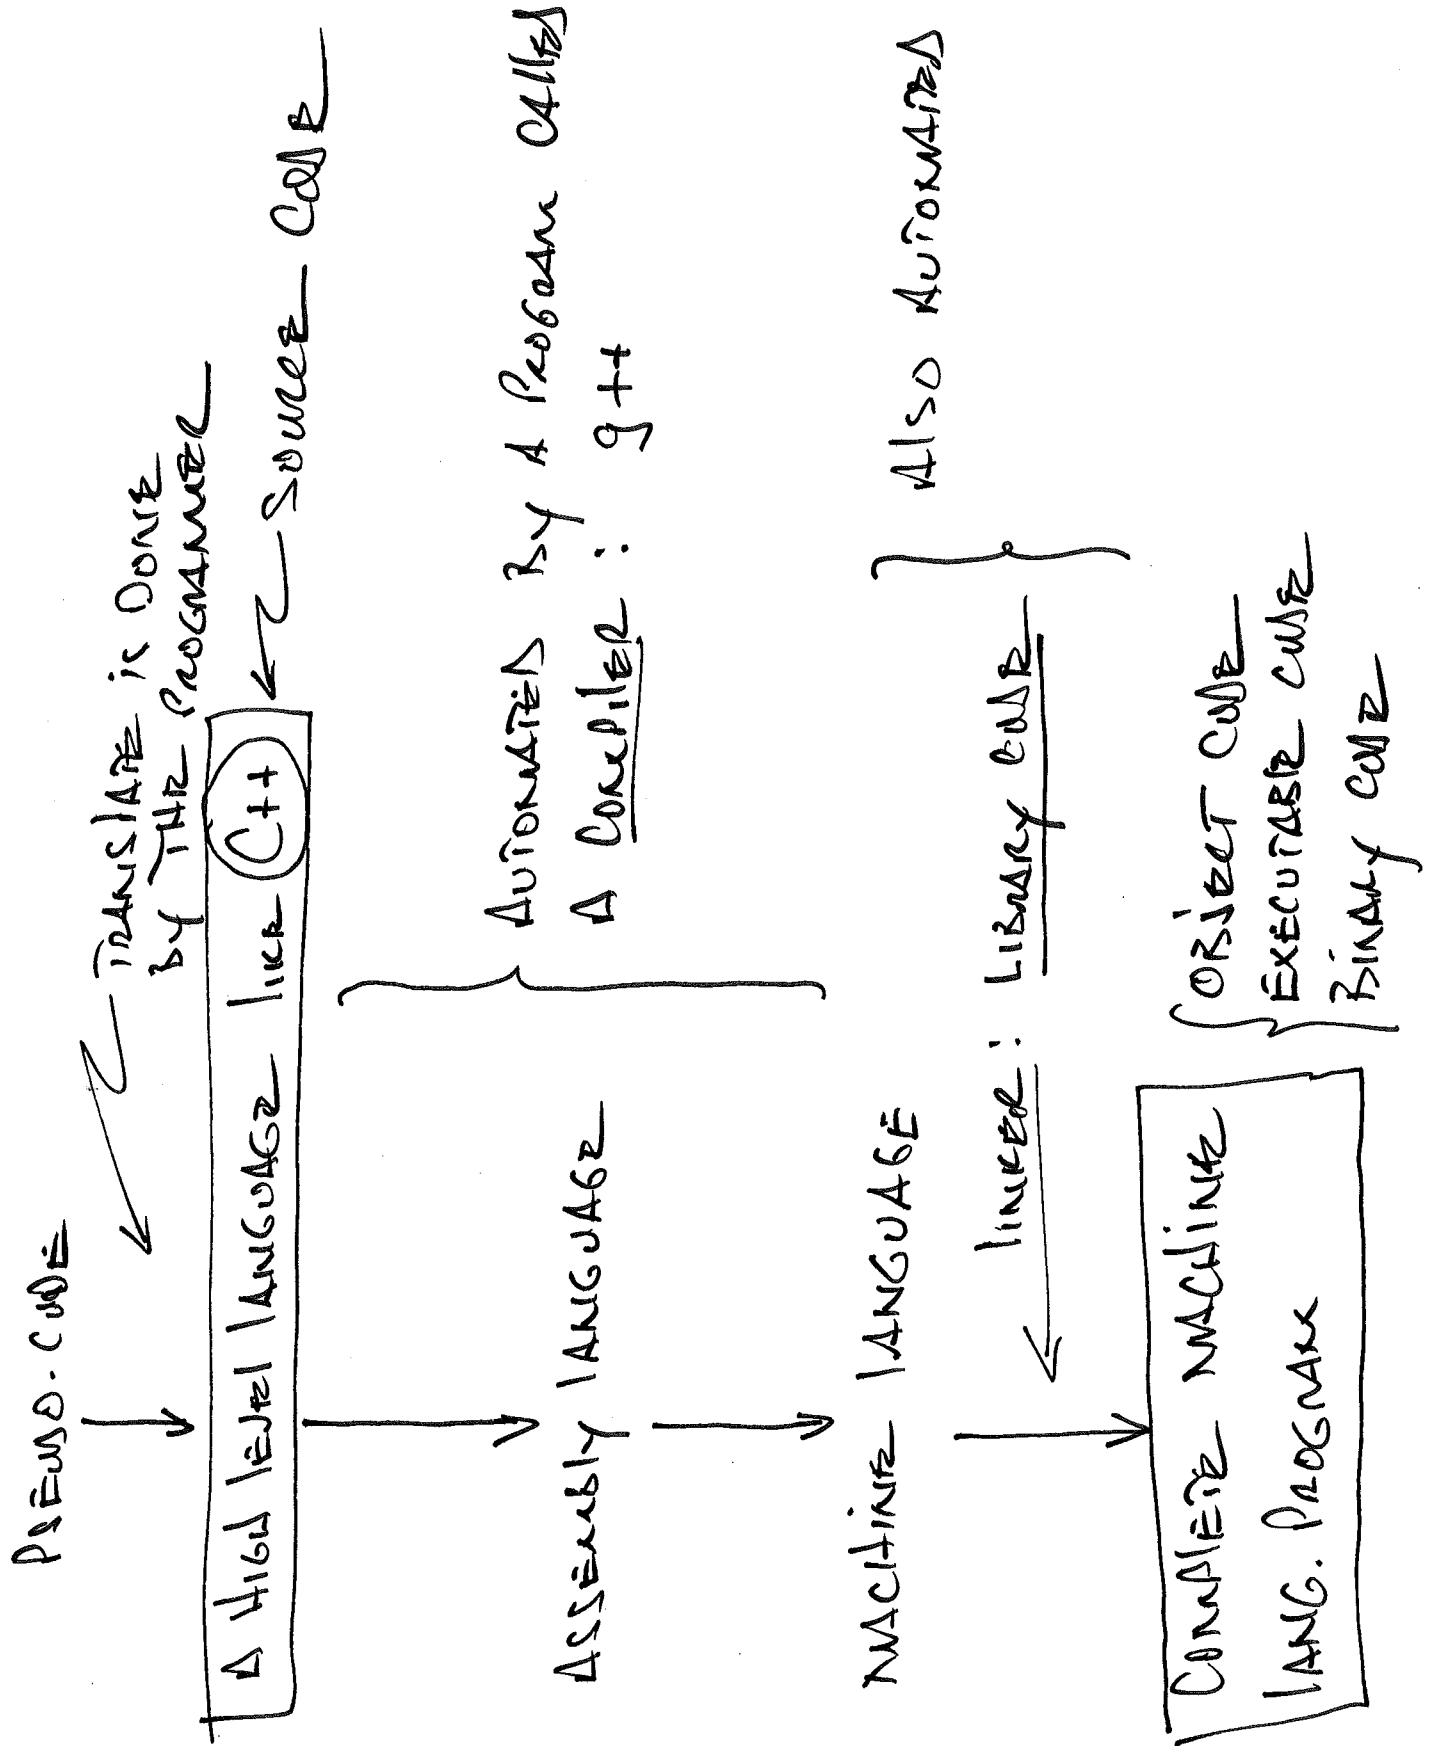 PSEUDO-CODE
TRANSLATE is DONE
BY THE PROGRAMMER
A HIGH LEVEL LANGUAGE LIKE C++
SOURCE CODE
AUTOMATED BY A PROGRAM CALLED
A COMPILER: g++
ASSEMBLY LANGUAGE
MACHINE LANGUAGE
LINKER: LIBRARY CODE
ALSO AUTOMATED
COMPLETE MACHINE
LANG. PROGRAM
OBJECT CODE
EXECUTABLE CODE
BINARY CODE